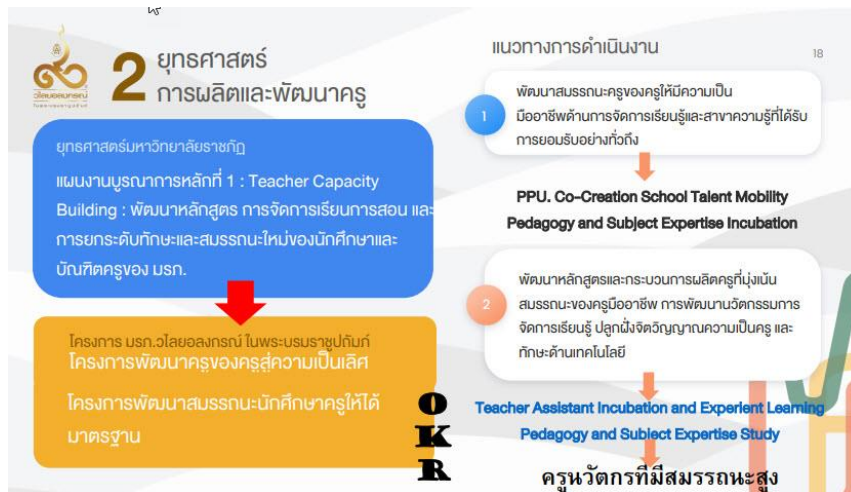 2
ยุทธศาสตร์
การผลิตและพัฒนาครู
วไลยอลงกรณ์
ยุทธศาสตร์มหาวิทยาลัยราชภัฏ
แผนงานบูรณาการหลักที่ 1 : Teacher Capacity
Building : พัฒนาหลักสูตร การจัดการเรียนการสอน และ
การยกระดับทักษะและสมรรถนะใหม่ของนักศึกษาและ
บัณฑิตครูของ มรภ.
โครงการ มรภ.วไลยอลงกรณ์ ในพระบรมราชูปถัมภ์
โครงการพัฒนาครูของครูสู่ความเป็นเลิศ
โครงการพัฒนาสมรรถนะนักศึกษาครูให้ได้
มาตรฐาน
O
K
R
แนวทางการดำเนินงาน
18
1
พัฒนาสมรรถนะครูของครูให้มีความเป็น
มืออาชีพด้านการจัดการเรียนรู้และสาขาความรู้ที่ได้รับ
การยอมรับอย่างทั่วถึง
PPU. Co-Creation School Talent Mobility
Pedagogy and Subject Expertise Incubation
2
พัฒนาหลักสูตรและกระบวนการผลิตครูที่มุ่งเน้น
สมรรถนะของครูมืออาชีพ การพัฒนานวัตกรรมการ
จัดการเรียนรู้ ปลูกฝังจิตวิญญาณความเป็นครู และ
ทักษะด้านเทคโนโลยี
Teacher Assistant Incubation and Experient Learning
Pedagogy and Subject Expertise Study
ครูนวัตกรที่มีสมรรถนะสูง